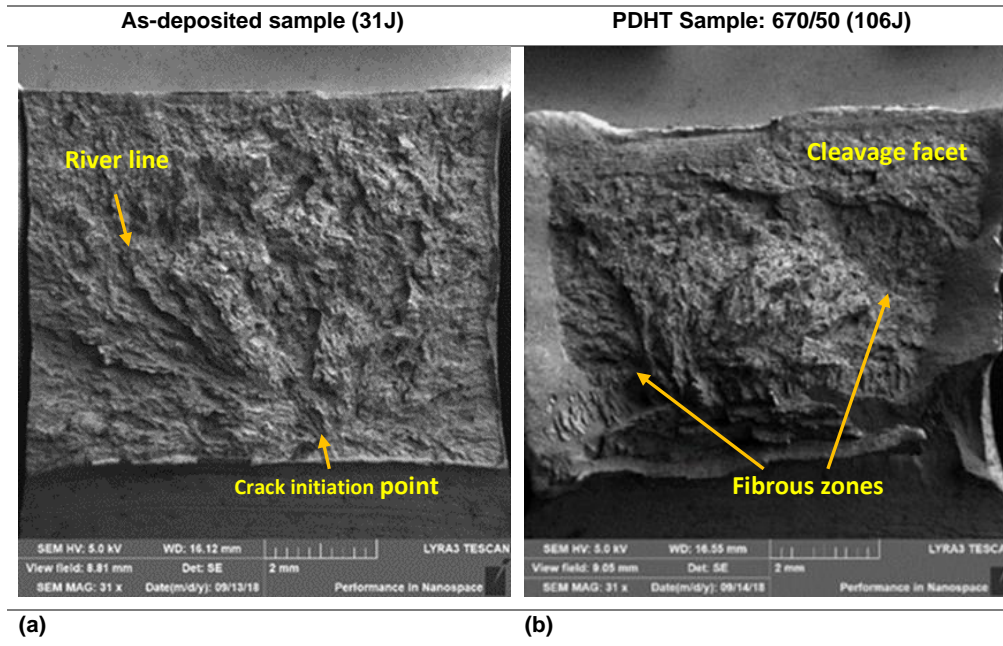 As-deposited sample (31J)
PDHT Sample: 670/50 (106J)
River line
Crack initiation point
SEM HV: 5.0 kV WD: 16.12 mm LYRA3 TESCAN
View field: 8.81 mm Det: SE 2 mm
SEM MAG: 31 x Date(m/d/y): 09/13/18 Performance in Nanospace
Cleavage facet
Fibrous zones
SEM HV: 5.0 kV WD: 16.55 mm LYRA3 TESCA
View field: 9.05 mm Det: SE 2 mm
SEM MAG: 31 x Date(m/d/y): 09/14/18 Performance in Nanospace
(a)
(b)